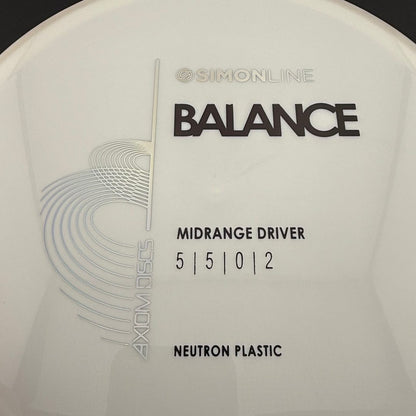 SIMONLINE
BALANCE
MIDRANGE DRIVER
5 | 5 | 0 | 2
AXIOM DISCS
NEUTRON PLASTIC